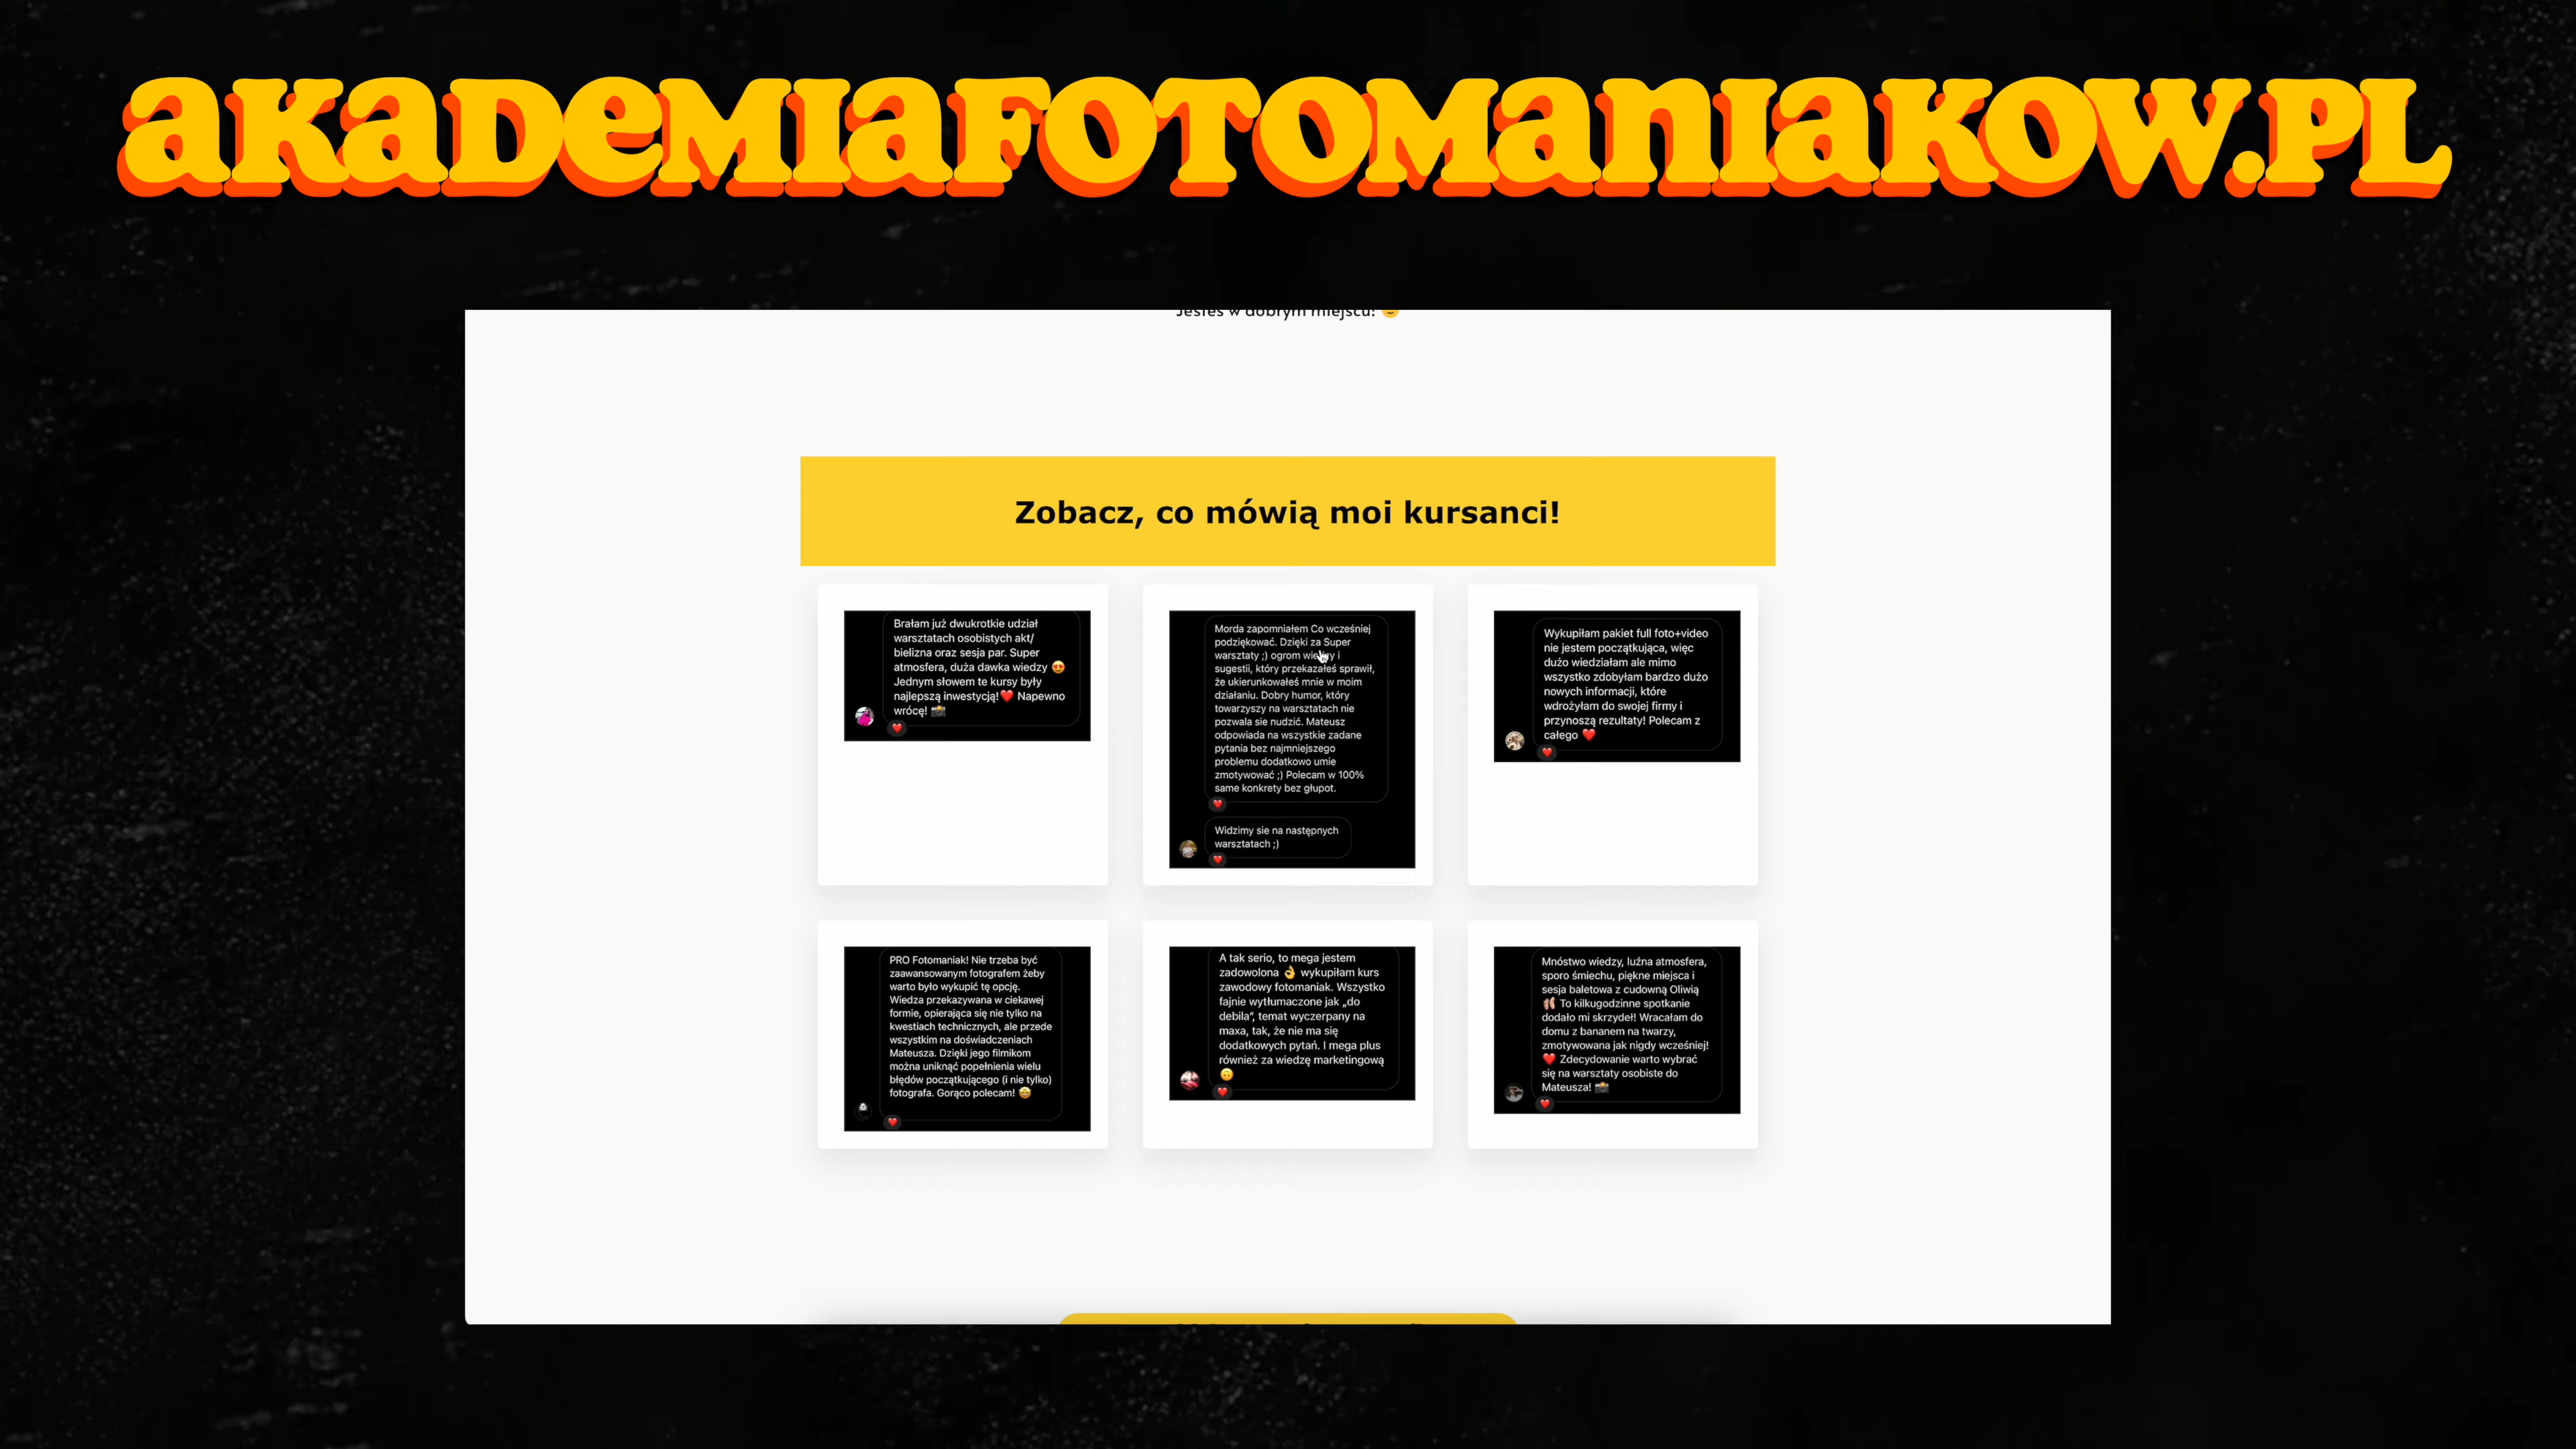 aKaDeMIaFOTOManIaKOW.PL
Jesteś w dobrym miejscu! 🙂
Zobacz, co mówią moi kursanci!
Brałam już dwukrotkie udział
warsztatach osobistych akt/
bielizna oraz sesja par. Super
atmosfera, duża dawka wiedzy 😍
Jednym słowem te kursy były
najlepszą inwestycją!❤️ Napewno
wrócę! 📸
Morda zapomniałem Co wcześniej
podziękować. Dzięki za Super
warsztaty ;) ogrom wiedzy i
sugestii, który przekazałeś sprawił,
że ukierunkowałeś mnie w moim
działaniu. Dobry humor, który
towarzyszy na warsztatach nie
pozwala sie nudzić. Mateusz
odpowiada na wszystkie zadane
pytania bez najmniejszego
problemu dodatkowo umie
zmotywować ;) Polecam w 100%
same konkrety bez głupot.
Widzimy sie na następnych
warsztatach ;)
Wykupiłam pakiet full foto+video
nie jestem początkująca, więc
dużo wiedziałam ale mimo
wszystko zdobyłam bardzo dużo
nowych informacji, które
wdrożyłam do swojej firmy i
przynoszą rezultaty! Polecam z
całego ❤️
PRO Fotomaniak! Nie trzeba być
zaawansowanym fotografem żeby
warto było wykupić tę opcję.
Wiedza przekazywana w ciekawej
formie, opierająca się nie tylko na
kwestiach technicznych, ale przede
wszystkim na doświadczeniach
Mateusza. Dzięki jego filmikom
można uniknąć popełnienia wielu
błędów początkującego (i nie tylko)
fotografa. Gorąco polecam! 🤩
A tak serio, to mega jestem
zadowolona 👌 wykupiłam kurs
zawodowy fotomaniak. Wszystko
fajnie wytłumaczone jak „do
debila”, temat wyczerpany na
maxa, tak, że nie ma się
dodatkowych pytań. I mega plus
również za wiedzę marketingową
🙃
Mnóstwo wiedzy, luźna atmosfera,
sporo śmiechu, piękne miejsca i
sesja baletowa z cudowną Oliwią
🩰 To kilkugodzinne spotkanie
dodało mi skrzydeł! Wracałam do
domu z bananem na twarzy,
zmotywowana jak nigdy wcześniej!
❤️ Zdecydowanie warto wybrać
się na warsztaty osobiste do
Mateusza! 📸